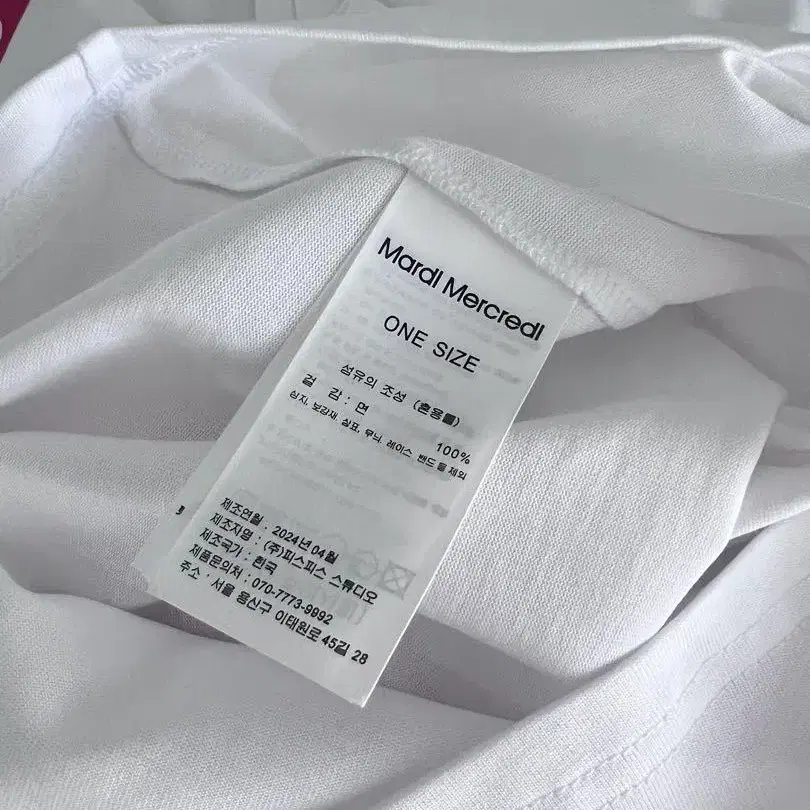 Mardi Mercredi
ONE SIZE
섬유의 조성 (혼용률)
겉 감 : 면 100%
심지, 보강재, 상표, 무늬, 레이스, 밴드 등 제외
제조연월 : 2024년 04월
제조자명 : (주)피스피스 스튜디오
제조국가 : 한국
제품문의처 : 070-7773-9992
주소 : 서울 용산구 이태원로45길 28